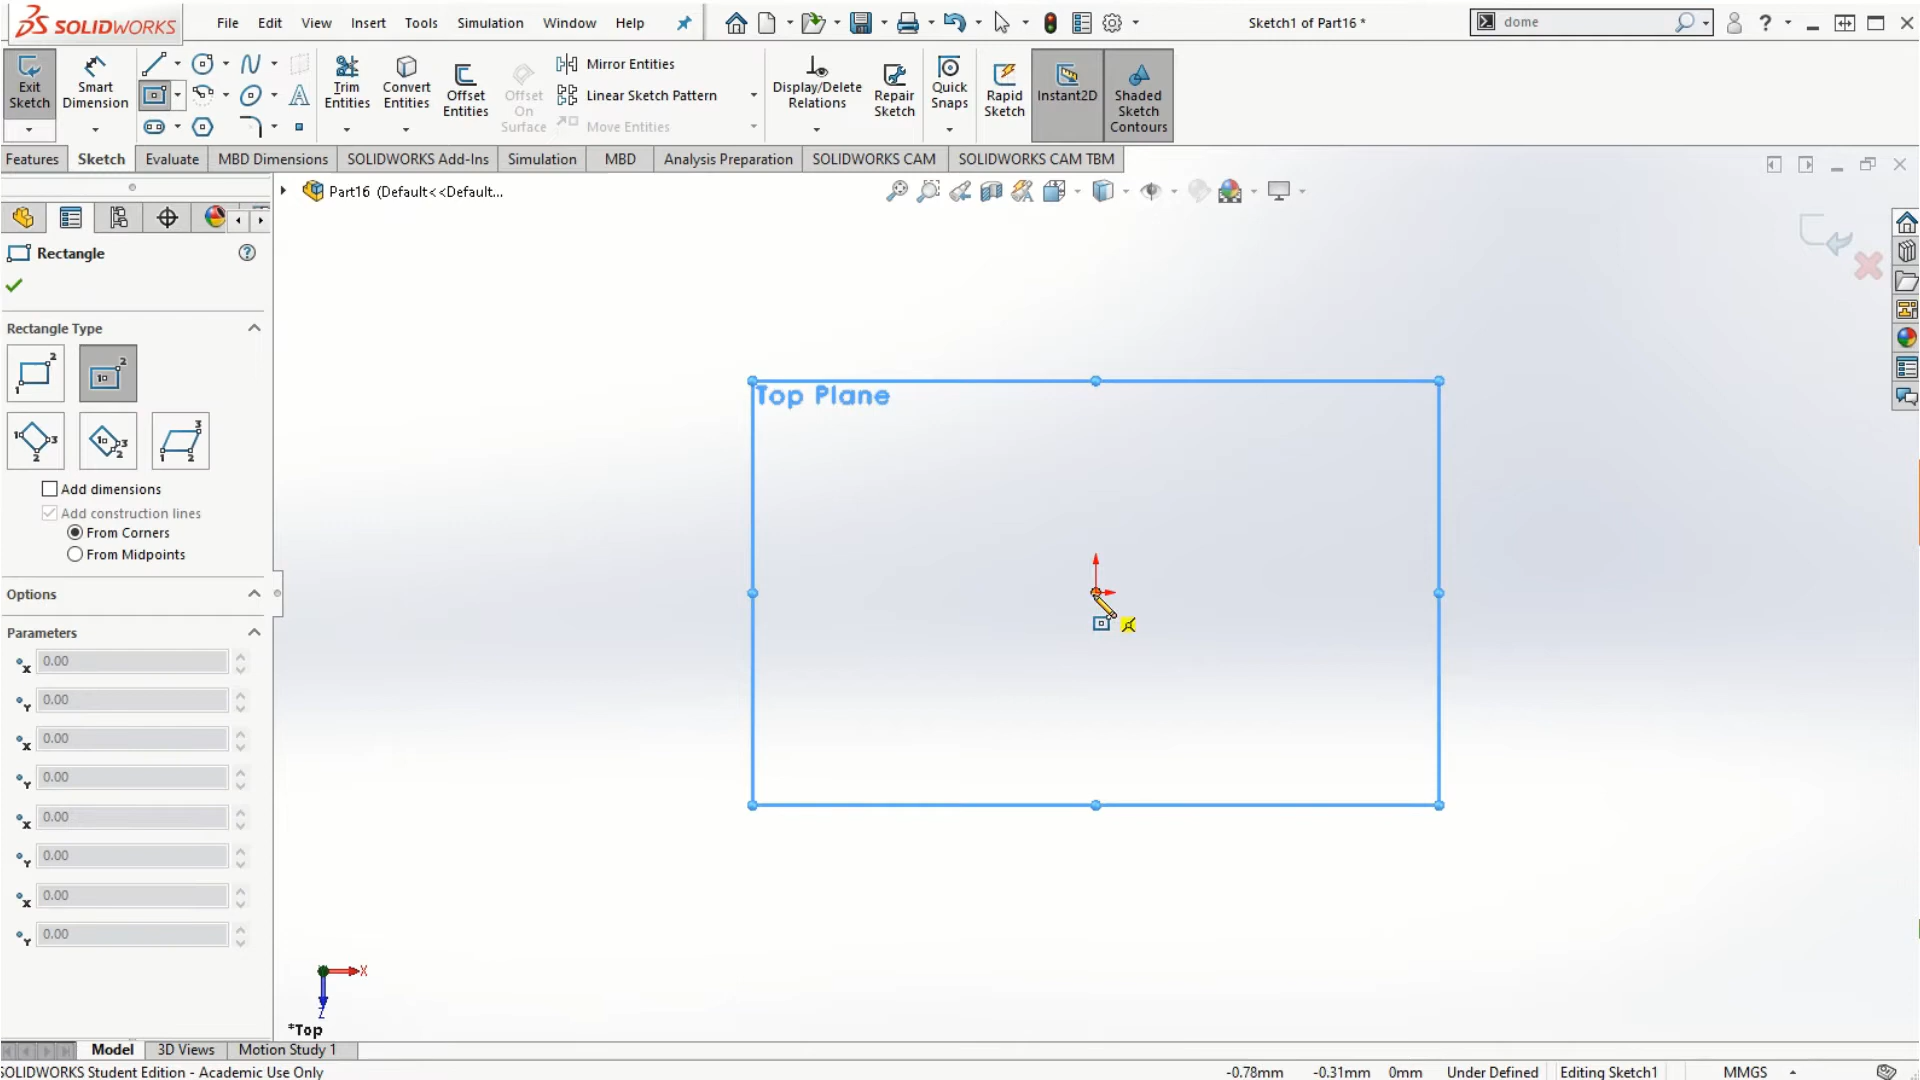 SOLIDWORKS File Edit View Insert Tools Simulation Window Help Sketch1 of Part16 * dome ?
Exit Sketch Smart Dimension Trim Entities Convert Entities Offset Entities Offset On Surface Mirror Entities Linear Sketch Pattern Move Entities Display/Delete Relations Repair Sketch Quick Snaps Rapid Sketch Instant2D Shaded Sketch Contours
Features Sketch Evaluate MBD Dimensions SOLIDWORKS Add-Ins Simulation MBD Analysis Preparation SOLIDWORKS CAM SOLIDWORKS CAM TBM
Part16 (Default<<Default...
Rectangle ?
Rectangle Type
Add dimensions
Add construction lines
From Corners
From Midpoints
Options
Parameters
x 0.00
Y 0.00
x 0.00
Y 0.00
x 0.00
Y 0.00
x 0.00
Y 0.00
Top Plane
X
Z
*Top
Model 3D Views Motion Study 1
SOLIDWORKS Student Edition - Academic Use Only -0.78mm -0.31mm 0mm Under Defined Editing Sketch1 MMGS